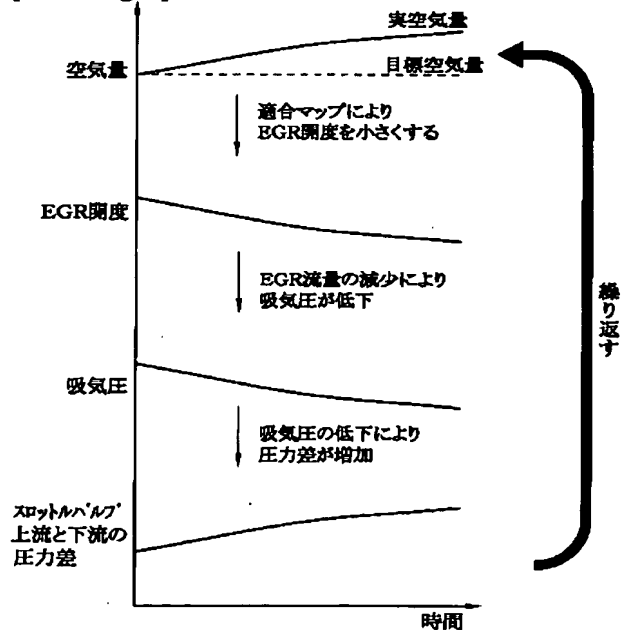 実空気量
空気量
目標空気量
適合マップにより
EGR開度を小さくする
EGR開度
EGR流量の減少により
吸気圧が低下
繰り返す
吸気圧
吸気圧の低下により
圧力差が増加
スロットルバルブ
上流と下流の
圧力差
時間